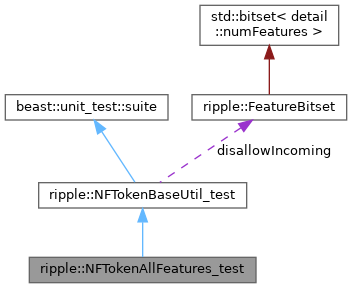 std::bitset< detail
::numFeatures >
beast::unit_test::suite
ripple::FeatureBitset
disallowIncoming
ripple::NFTokenBaseUtil_test
ripple::NFTokenAllFeatures_test